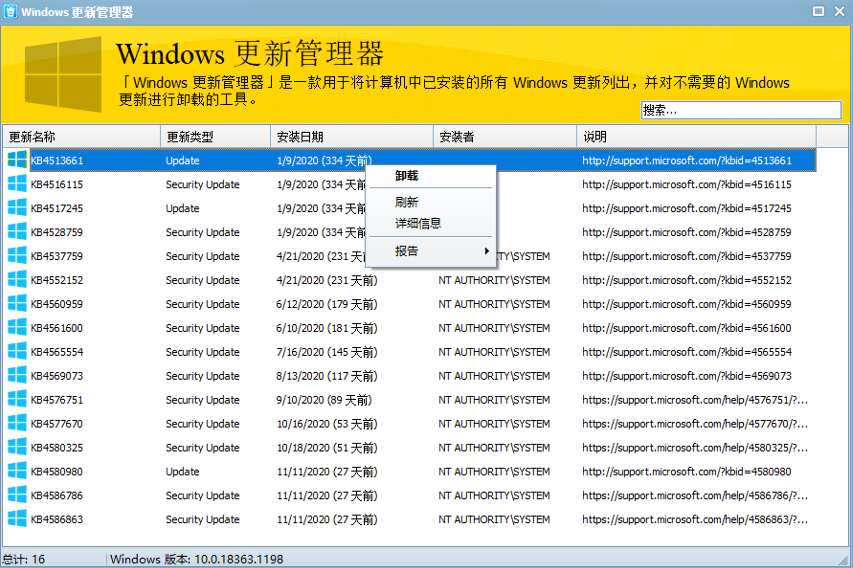 Windows 更新管理器
Windows 更新管理器
「Windows 更新管理器」是一款用于将计算机中已安装的所有 Windows 更新列出，并对不需要的 Windows
更新进行卸载的工具。
搜索...
更新名称 更新类型 安装日期 安装者 说明
KB4513661 Update 1/9/2020 (334 天前) http://support.microsoft.com/?kbid=4513661
KB4516115 Security Update 1/9/2020 (334 天前 http://support.microsoft.com/?kbid=4516115
KB4517245 Update 1/9/2020 (334 天前 http://support.microsoft.com/?kbid=4517245
KB4528759 Security Update 1/9/2020 (334 天前 http://support.microsoft.com/?kbid=4528759
KB4537759 Security Update 4/21/2020 (231 天前 TY\SYSTEM http://support.microsoft.com/?kbid=4537759
KB4552152 Security Update 4/21/2020 (231 天前) NT AUTHORITY\SYSTEM http://support.microsoft.com/?kbid=4552152
KB4560959 Security Update 6/12/2020 (179 天前) NT AUTHORITY\SYSTEM http://support.microsoft.com/?kbid=4560959
KB4561600 Security Update 6/10/2020 (181 天前) NT AUTHORITY\SYSTEM http://support.microsoft.com/?kbid=4561600
KB4565554 Security Update 7/16/2020 (145 天前) NT AUTHORITY\SYSTEM http://support.microsoft.com/?kbid=4565554
KB4569073 Security Update 8/13/2020 (117 天前) NT AUTHORITY\SYSTEM http://support.microsoft.com/?kbid=4569073
KB4576751 Security Update 9/10/2020 (89 天前) NT AUTHORITY\SYSTEM https://support.microsoft.com/help/4576751/?...
KB4577670 Security Update 10/16/2020 (53 天前) NT AUTHORITY\SYSTEM https://support.microsoft.com/help/4577670/?...
KB4580325 Security Update 10/18/2020 (51 天前) NT AUTHORITY\SYSTEM https://support.microsoft.com/help/4580325/?...
KB4580980 Update 11/11/2020 (27 天前) NT AUTHORITY\SYSTEM http://support.microsoft.com/?kbid=4580980
KB4586786 Security Update 11/11/2020 (27 天前) NT AUTHORITY\SYSTEM https://support.microsoft.com/help/4586786/?...
KB4586863 Security Update 11/11/2020 (27 天前) NT AUTHORITY\SYSTEM https://support.microsoft.com/help/4586863/?...
卸载
刷新
详细信息
报告
总计: 16 Windows 版本: 10.0.18363.1198